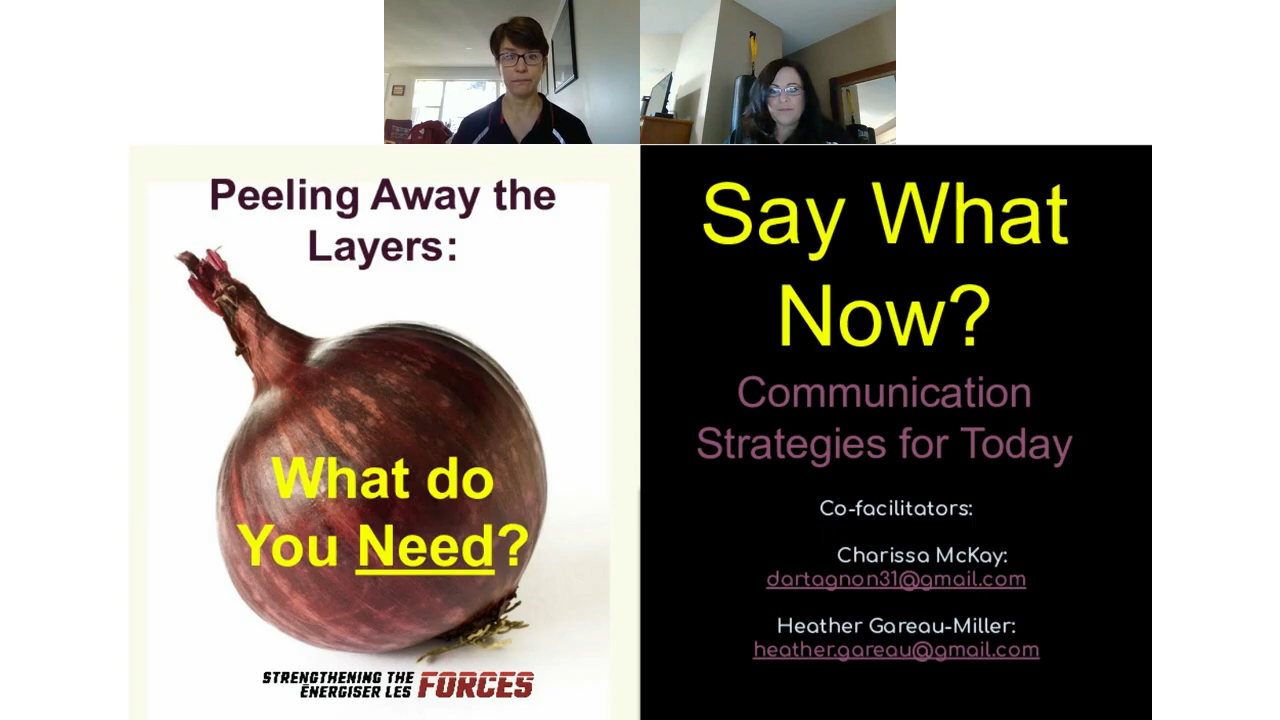 Peeling Away the
Layers:
What do
You Need?
STRENGTHENING THE
ÉNERGISER LES FORCES
Say What
Now?
Communication
Strategies for Today
Co-facilitators:
Charissa McKay:
dartagnon31@gmail.com
Heather Gareau-Miller:
heather.gareau@gmail.com